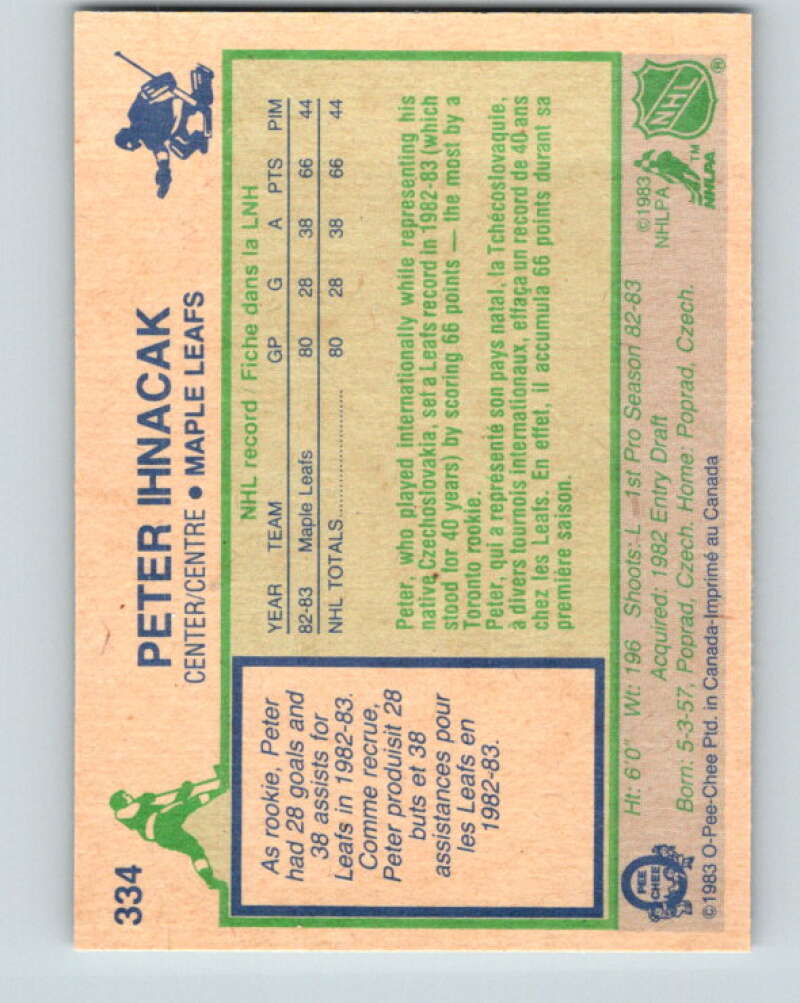 334
PETER IHNACAK
CENTER/CENTRE • MAPLE LEAFS
As rookie, Peter
had 28 goals and
38 assists for
Leafs in 1982-83.
Comme recrue,
Peter produisit 28
buts et 38
assistances pour
les Leafs en
1982-83.
NHL record Fiche dans la LNH
YEAR TEAM GP G A PTS PIM
82-83 Maple Leafs 80 28 38 66 44
NHL TOTALS 80 28 38 66 44
Peter, who played internationally while representing his
native Czechoslovakia, set a Leafs record in 1982-83 (which
stood for 40 years) by scoring 66 points — the most by a
Toronto rookie.
Peter, qui a représenté son pays natal, la Tchécoslovaquie,
à divers tournois internationaux, effaça un record de 40 ans
chez les Leafs. En effet, il accumula 66 points durant sa
première saison.
Ht: 6'0" Wt: 196 Shoots: L 1st Pro Season 82-83
Acquired: 1982 Entry Draft
Born: 5-3-57, Poprad, Czech. Home: Poprad, Czech.
©1983 O-Pee-Chee Ptd. in Canada-Imprimé au Canada
PEE
CHEE
©1983
NHLPA
TM
NHLPA
NHL
®